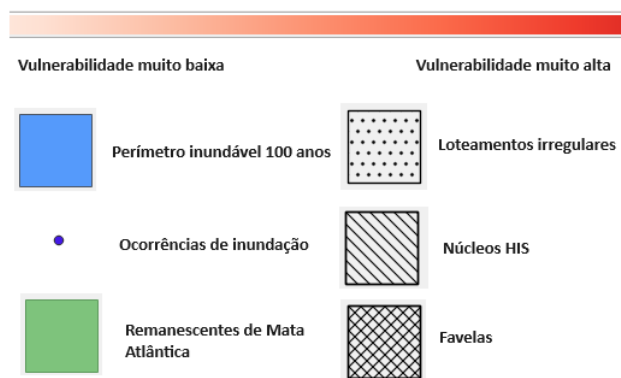 Vulnerabilidade muito baixa
Vulnerabilidade muito alta
Perímetro inundável 100 anos
Loteamentos irregulares
Ocorrências de inundação
Núcleos HIS
Remanescentes de Mata
Atlântica
Favelas